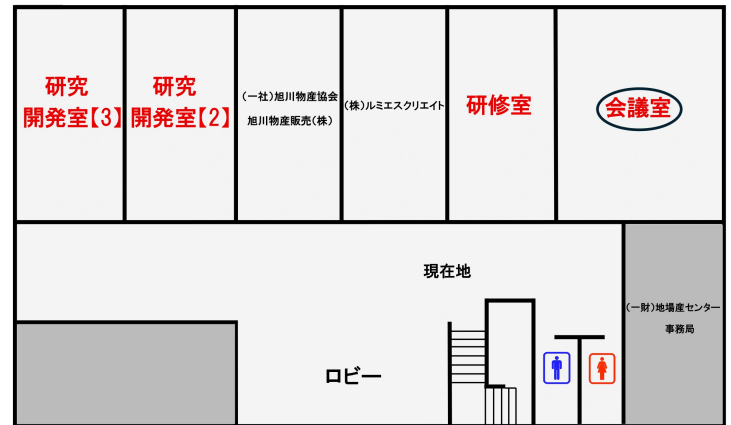 研究
開発室【3】
研究
開発室【2】
(一社)旭川物産協会
旭川物産販売(株)
(株)ルミエスクリエイト
研修室
会議室
現在地
(一財)地場産センター
事務局
ロビー